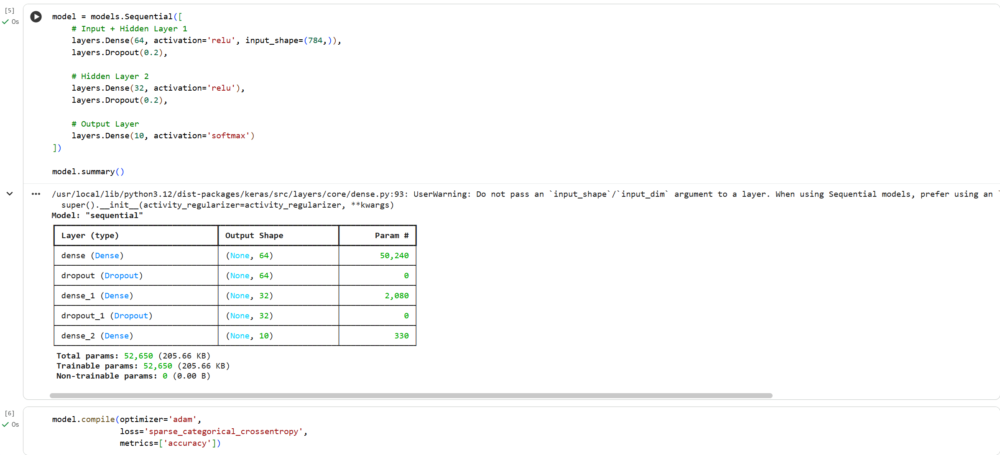 [5]
0s
model = models.Sequential([
    # Input + Hidden Layer 1
    layers.Dense(64, activation='relu', input_shape=(784,)),
    layers.Dropout(0.2),
    # Hidden Layer 2
    layers.Dense(32, activation='relu'),
    layers.Dropout(0.2),
    # Output Layer
    layers.Dense(10, activation='softmax')
])
model.summary()
/usr/local/lib/python3.12/dist-packages/keras/src/layers/core/dense.py:93: UserWarning: Do not pass an `input_shape`/`input_dim` argument to a layer. When using Sequential models, prefer using an `
  super().__init__(activity_regularizer=activity_regularizer, **kwargs)
Model: "sequential"
Layer (type) Output Shape Param #
dense (Dense) (None, 64) 50,240
dropout (Dropout) (None, 64) 0
dense_1 (Dense) (None, 32) 2,080
dropout_1 (Dropout) (None, 32) 0
dense_2 (Dense) (None, 10) 330
Total params: 52,650 (205.66 KB)
Trainable params: 52,650 (205.66 KB)
Non-trainable params: 0 (0.00 B)
[6]
0s
model.compile(optimizer='adam',
              loss='sparse_categorical_crossentropy',
              metrics=['accuracy'])